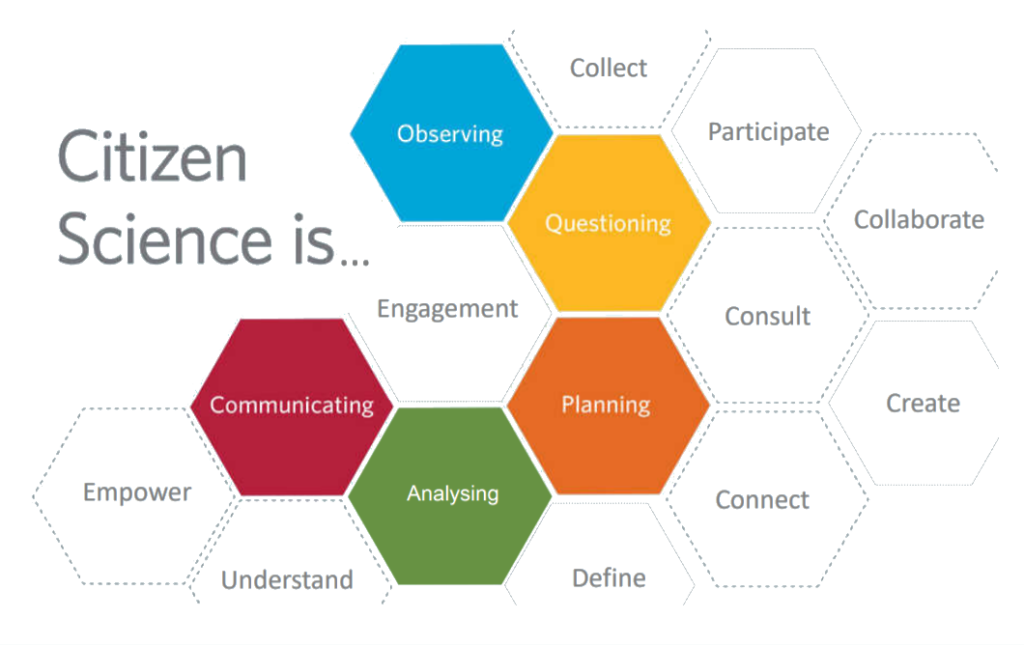 Citizen
Science is...
Collect
Observing
Participate
Questioning
Collaborate
Engagement
Consult
Communicating
Planning
Create
Empower
Analysing
Connect
Understand
Define